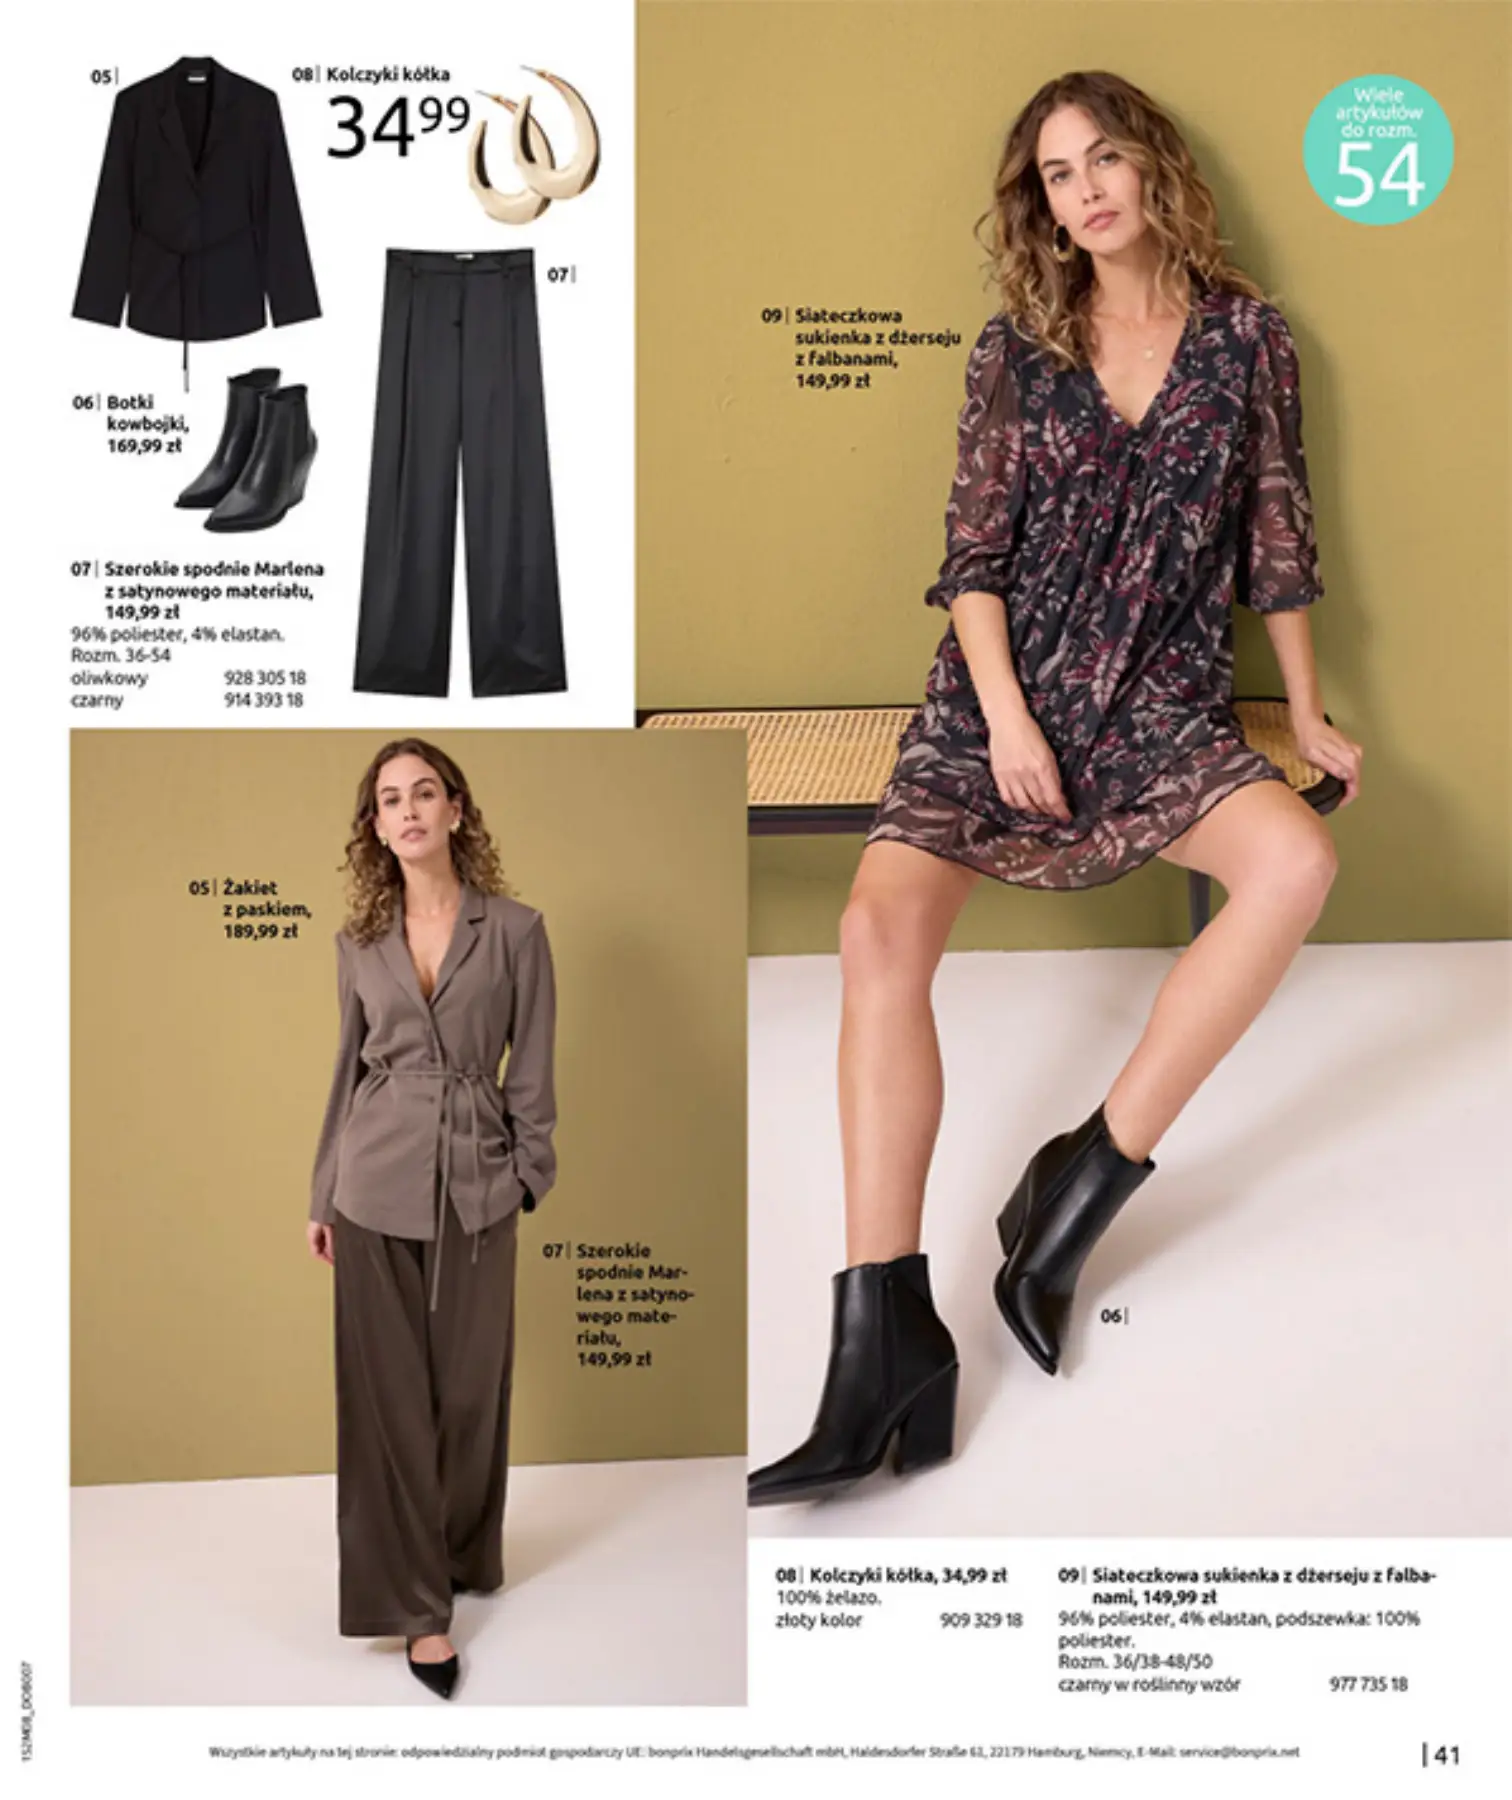 05|
08| Kolczyki kółka
34⁹⁹
07|
06| Botki
kowbojki,
169,99 zł
07| Szerokie spodnie Marlena
z satynowego materiału,
149,99 zł
96% poliester, 4% elastan.
Rozm. 36-54
oliwkowy 928 305 18
czarny 914 393 18
Wiele
artykułów
do rozm.
54
09| Siateczkowa
sukienka z dżerseju
z falbanami,
149,99 zł
05| Żakiet
z paskiem,
189,99 zł
07| Szerokie
spodnie Mar-
lena z satyno-
wego mate-
riału,
149,99 zł
06|
08| Kolczyki kółka, 34,99 zł
100% żelazo.
złoty kolor 909 329 18
09| Siateczkowa sukienka z dżerseju z falba-
nami, 149,99 zł
96% poliester, 4% elastan, podszewka: 100%
poliester.
Rozm. 36/38-48/50
czarny w roślinny wzór 977 735 18
152M08_DO8007
Wszystkie artykuły na tej stronie: odpowiedzialny podmiot gospodarczy UE: bonprix Handelsgesellschaft mbH, Haldesdorfer Straße 61, 22179 Hamburg, Niemcy, E-Mail: service@bonprix.net
| 41